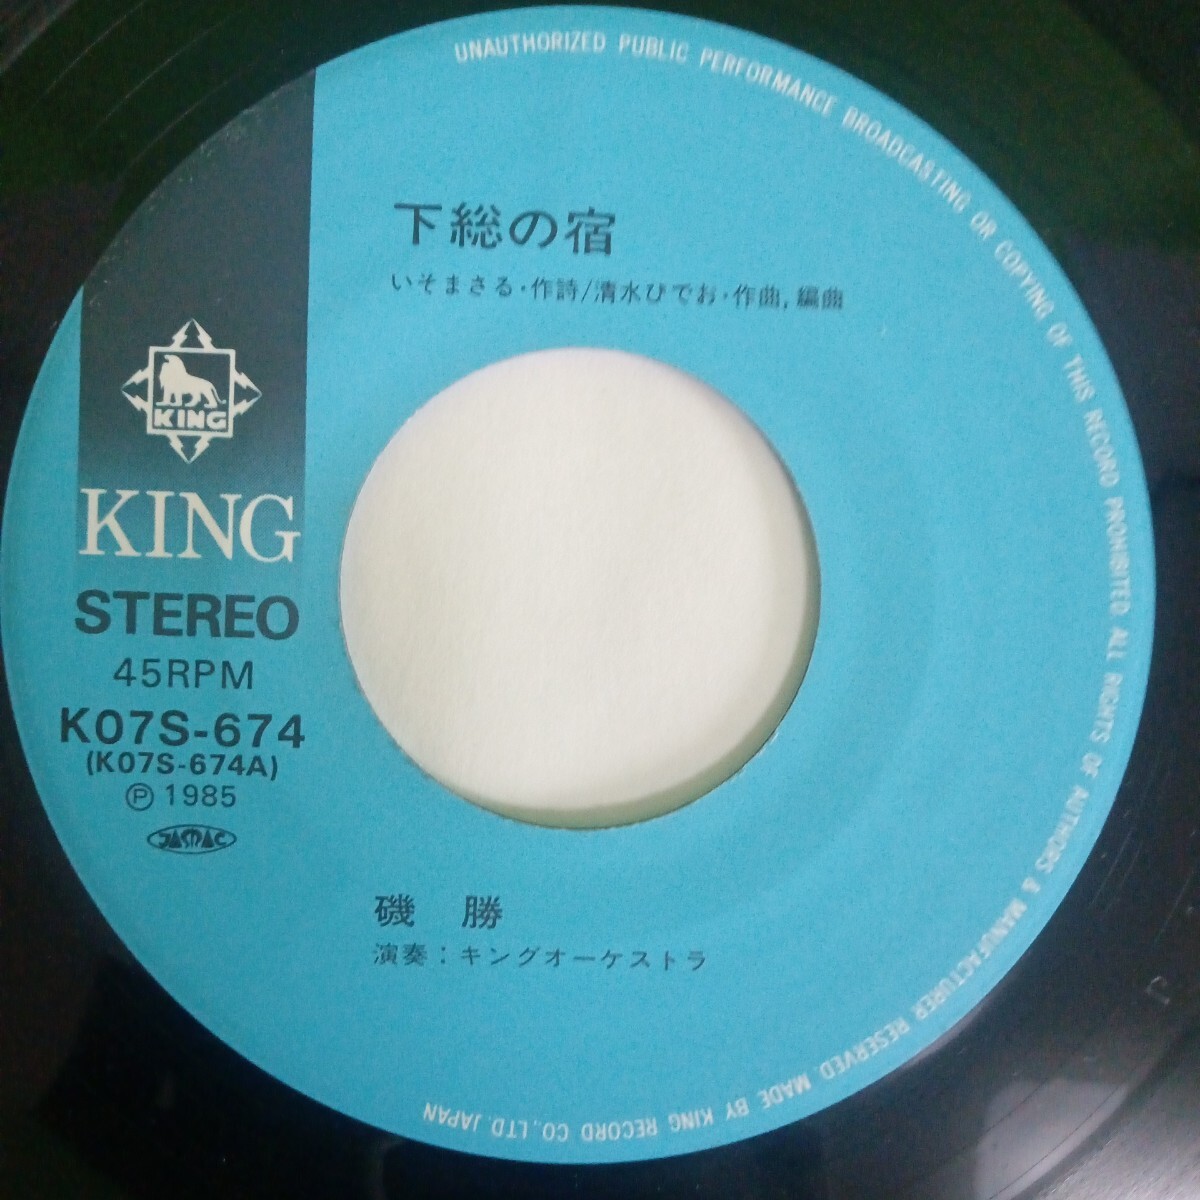 UNAUTHORIZED PUBLIC PERFORMANCE BROADCASTING OR COPYING OF THIS RECORD PROHIBITED ALL RIGHTS OF AUTHORS & MANUFACTURER RESERVED MADE BY KING RECORD CO., LTD. JAPAN
下総の宿
いそまさる・作詩/清水ひでお・作曲,編曲
KING
KING
STEREO
45RPM
K07S-674
(K07S-674A)
Ⓟ 1985
JASRAC
磯 勝
演奏:キングオーケストラ